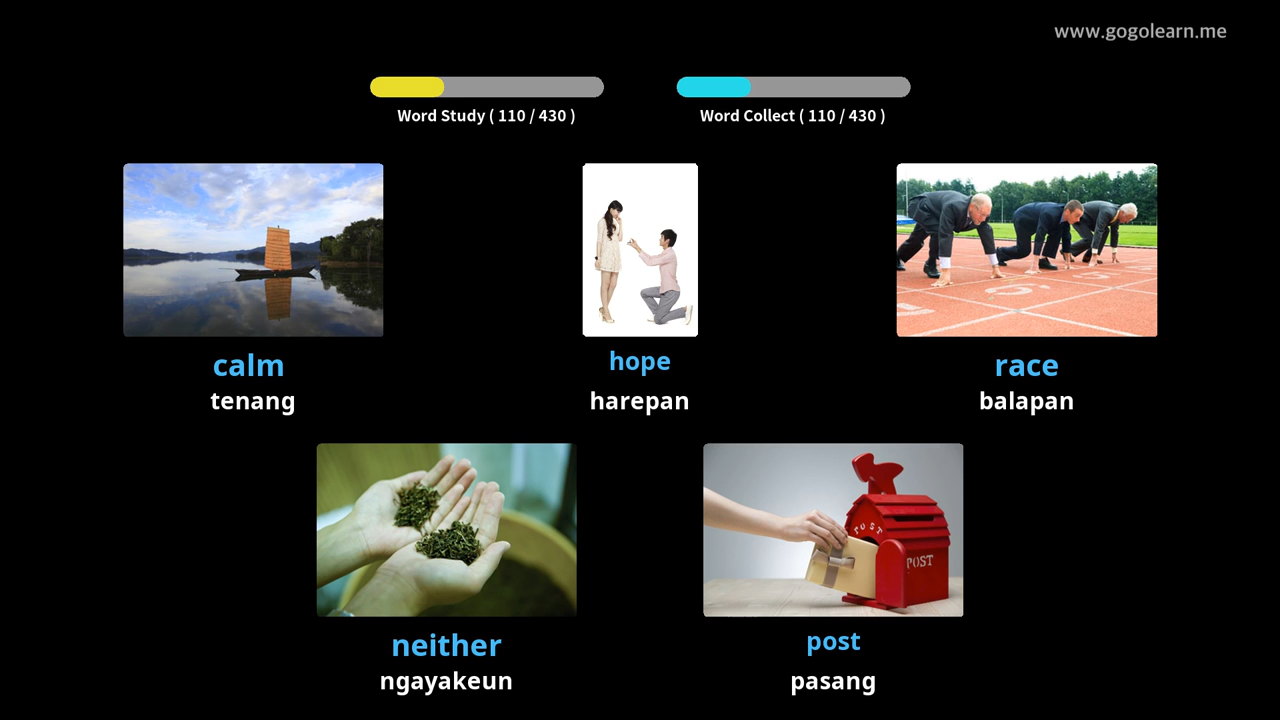 www.gogolearn.me
Word Study ( 110 / 430 )
Word Collect ( 110 / 430 )
calm
tenang
hope
harepan
race
balapan
neither
ngayakeun
post
pasang
TOST
POST